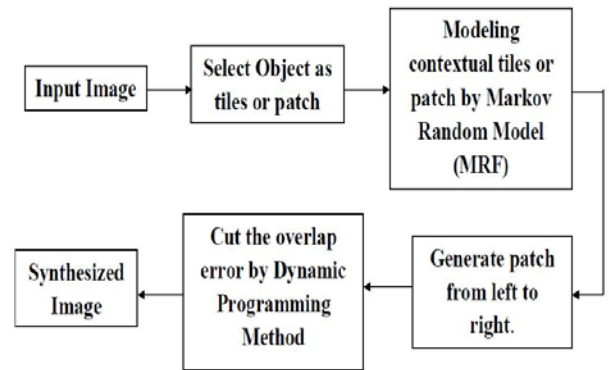 Input Image
Select Object as
tiles or patch
Modeling
contextual tiles or
patch by Markov
Random Model
(MRF)
Generate patch
from left to
right.
Cut the overlap
error by Dynamic
Programming
Method
Synthesized
Image